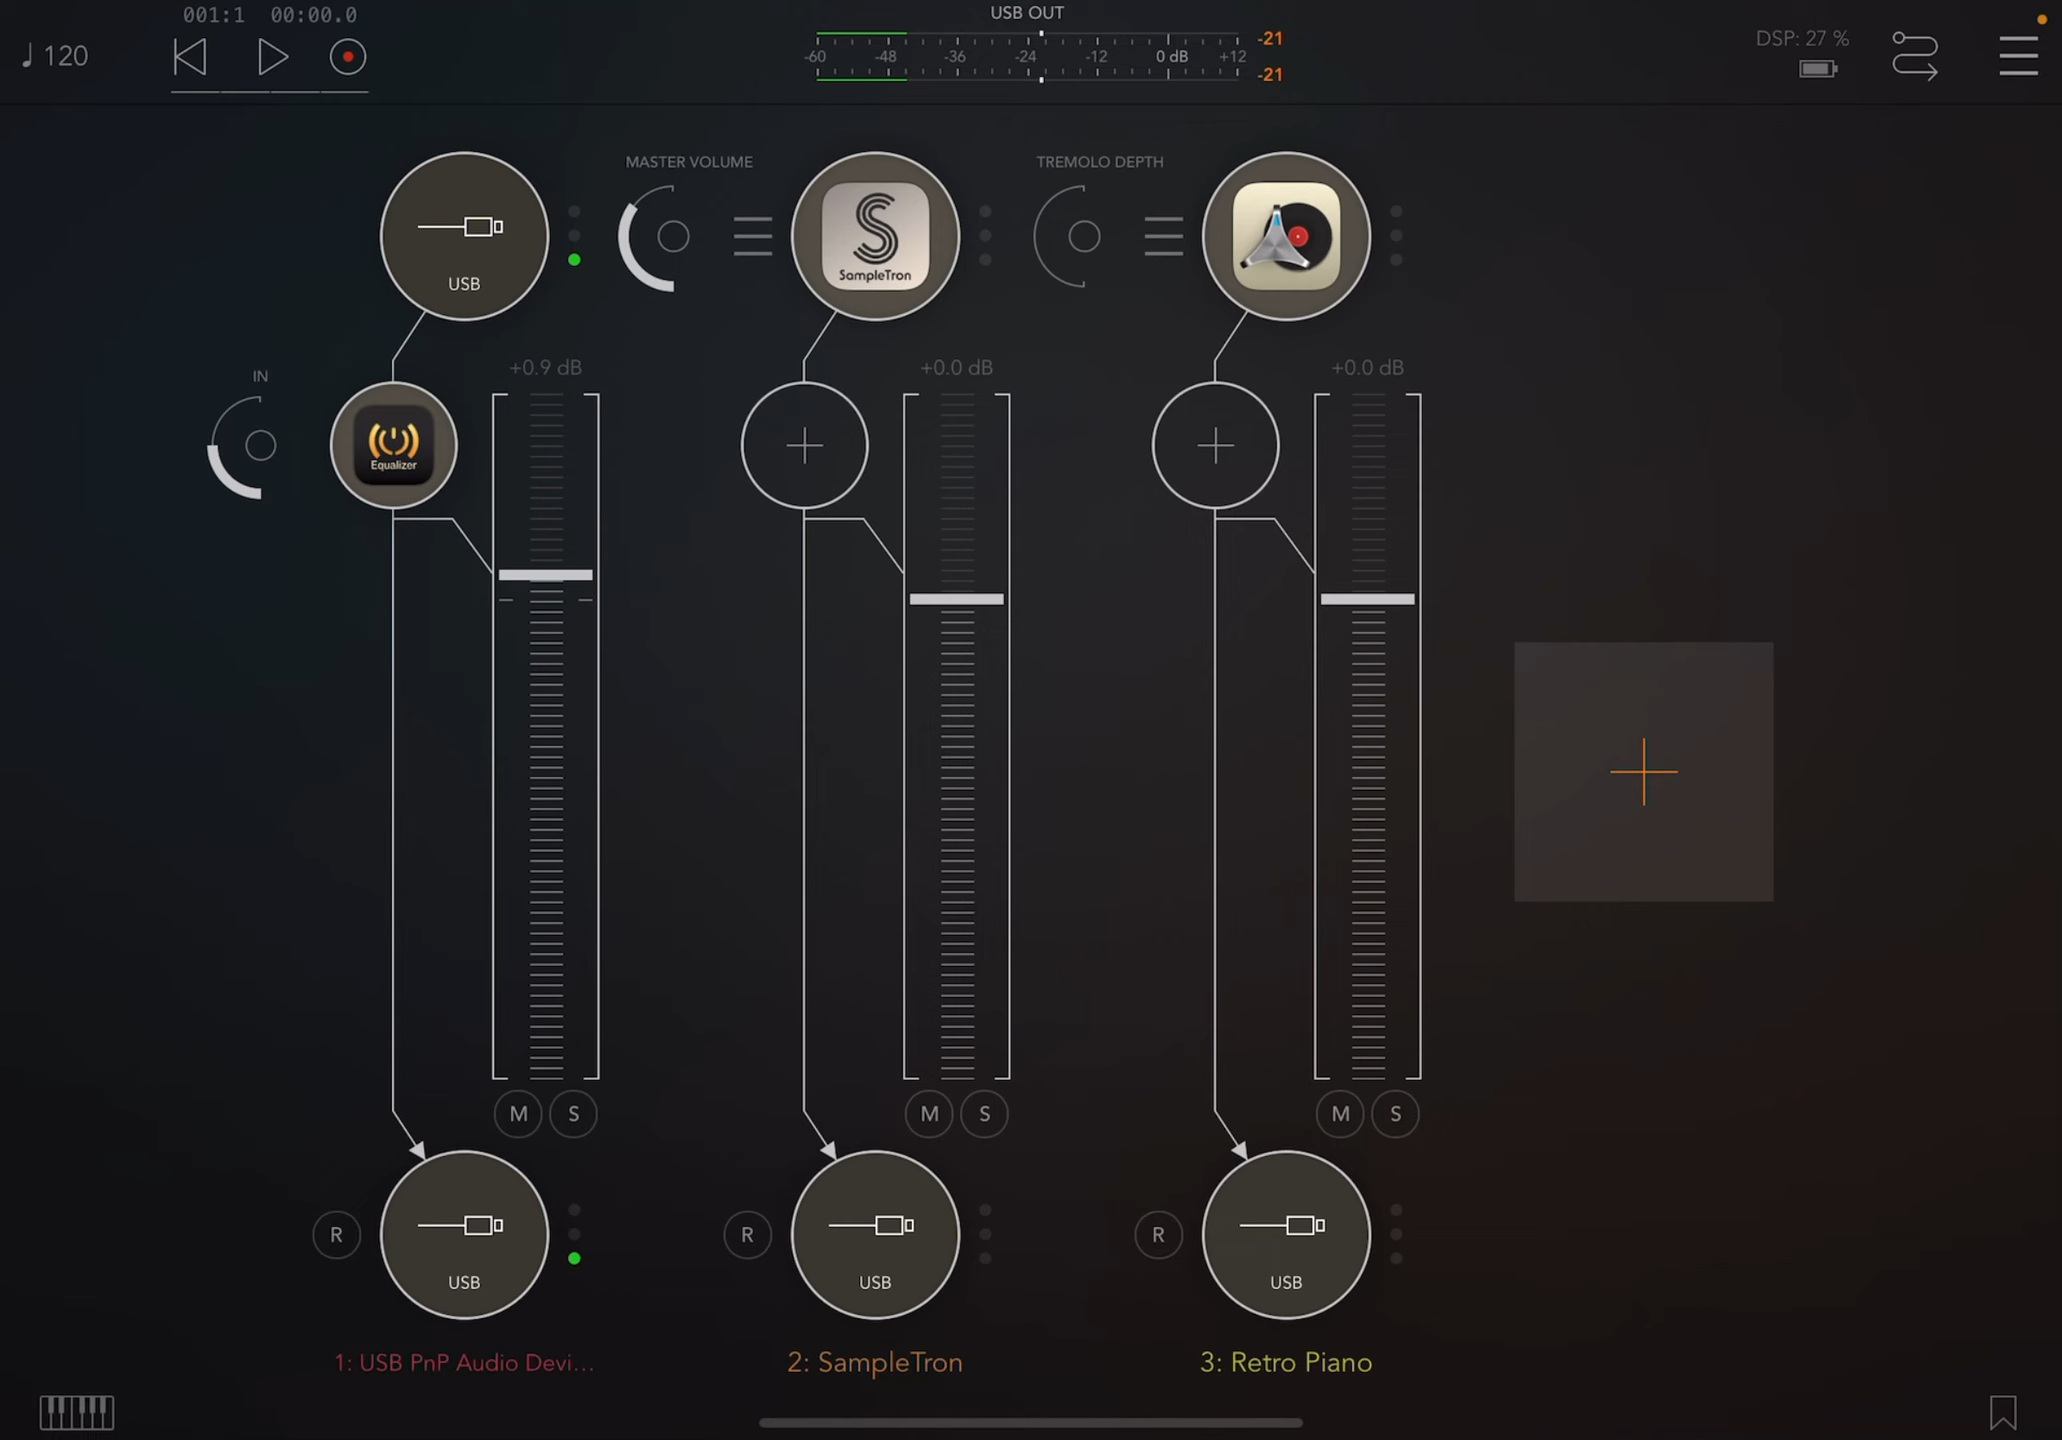 001:1 00:00.0
♩ 120
USB OUT
-60 -48 -36 -24 -12 0 dB +12
-21
-21
DSP: 27 %
USB
MASTER VOLUME
SampleTron
TREMOLO DEPTH
IN
Equalizer
+0.9 dB
+0.0 dB
+0.0 dB
M S
M S
M S
R
USB
R
USB
R
USB
1: USB PnP Audio Devi...
2: SampleTron
3: Retro Piano